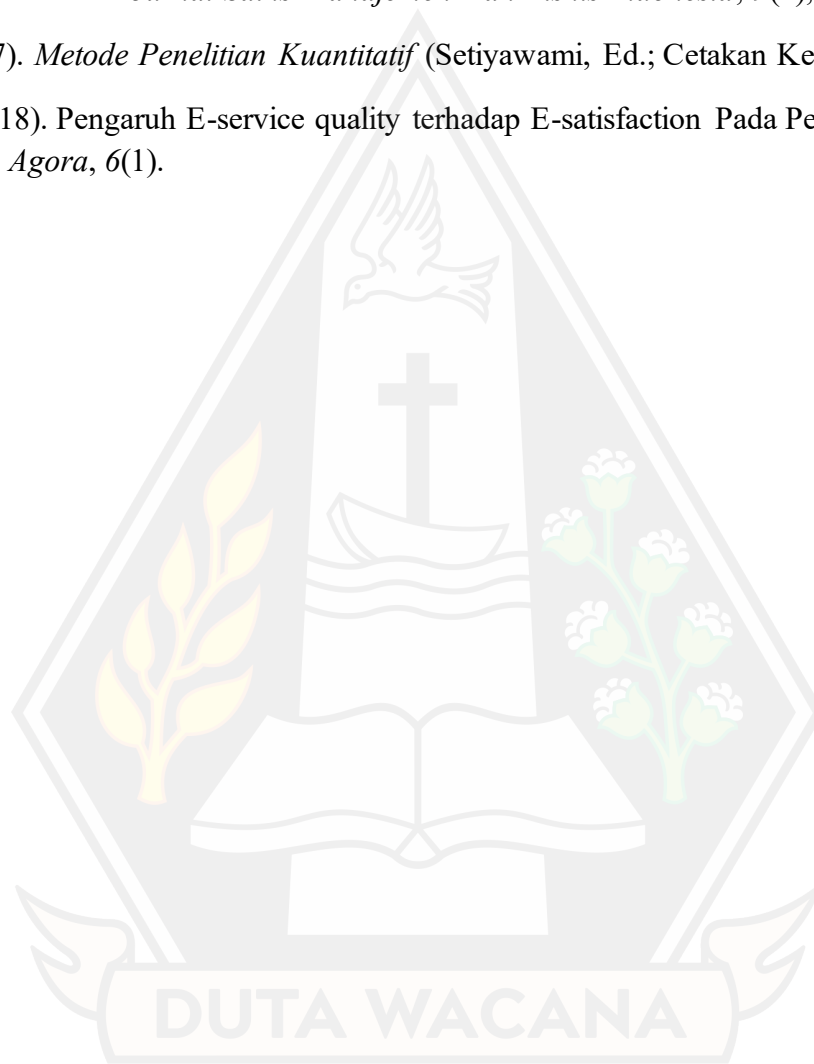 7). Metode Penelitian Kuantitatif (Setiyawami, Ed.; Cetakan Ke
18). Pengaruh E-service quality terhadap E-satisfaction Pada Pe
Agora, 6(1).
DUTA WACANA